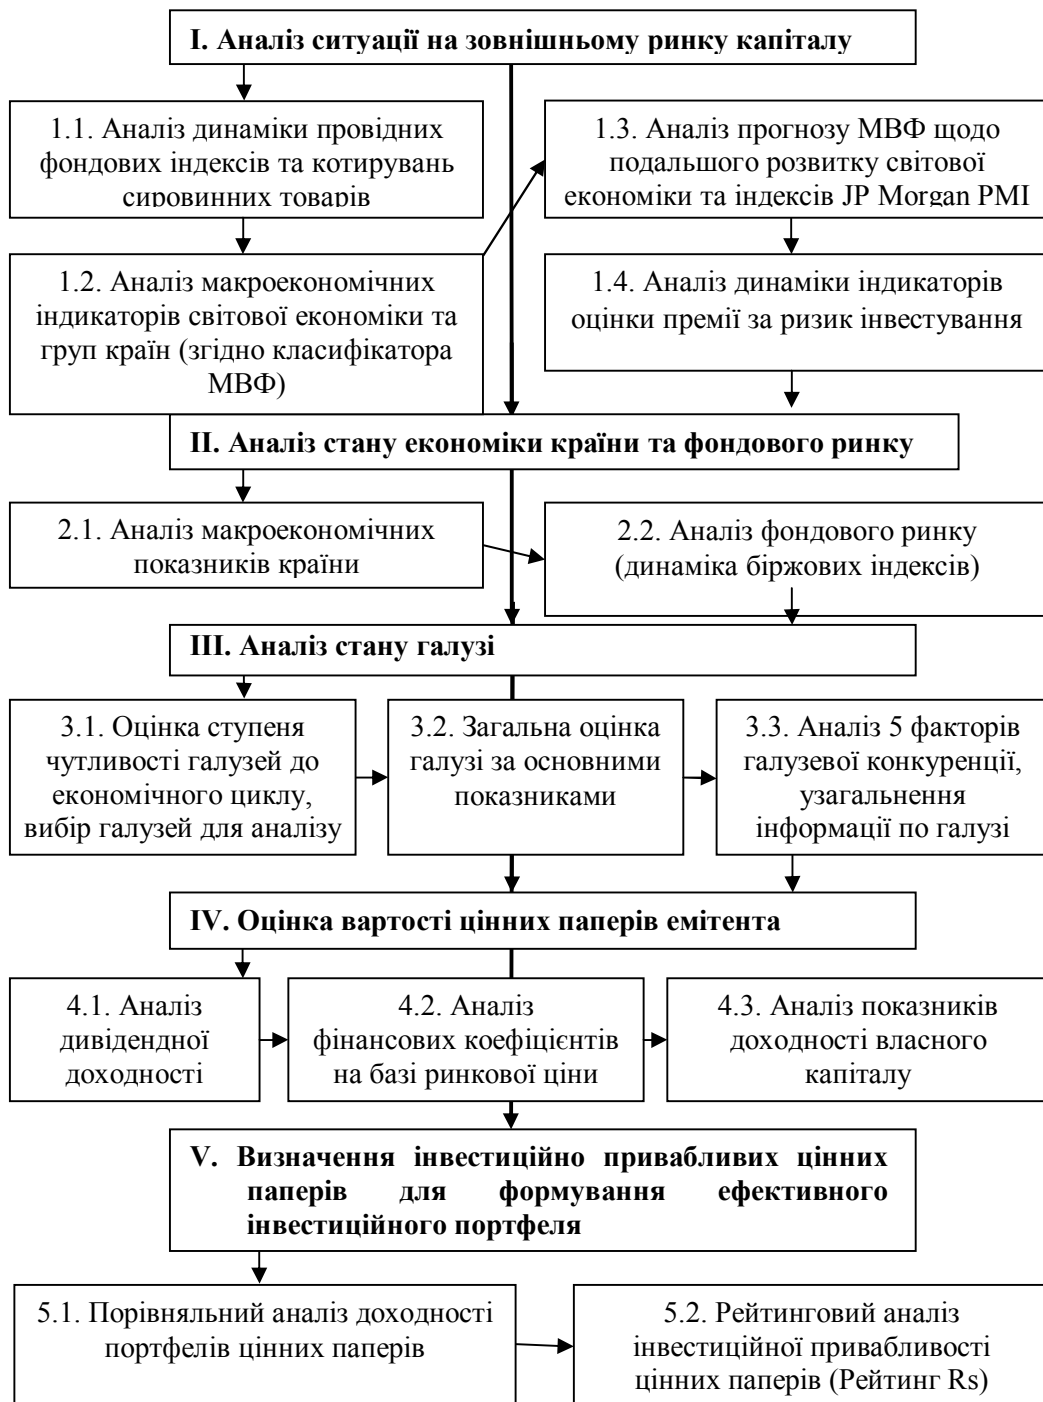 I. Аналіз ситуації на зовнішньому ринку капіталу
1.1. Аналіз динаміки провідних
фондових індексів та котирувань
сировинних товарів
1.2. Аналіз макроекономічних
індикаторів світової економіки та
груп країн (згідно класифікатора
МВФ)
1.3. Аналіз прогнозу МВФ щодо
подальшого розвитку світової
економіки та індексів JP Morgan PMI
1.4. Аналіз динаміки індикаторів
оцінки премії за ризик інвестування
II. Аналіз стану економіки країни та фондового ринку
2.1. Аналіз макроекономічних
показників країни
2.2. Аналіз фондового ринку
(динаміка біржових індексів)
III. Аналіз стану галузі
3.1. Оцінка ступеня
чутливості галузей до
економічного циклу,
вибір галузей для аналізу
3.2. Загальна оцінка
галузі за основними
показниками
3.3. Аналіз 5 факторів
галузевої конкуренції,
узагальнення
інформації по галузі
IV. Оцінка вартості цінних паперів емітента
4.1. Аналіз
дивідендної
доходності
4.2. Аналіз
фінансових коефіцієнтів
на базі ринкової ціни
4.3. Аналіз показників
доходності власного
капіталу
V. Визначення інвестиційно привабливих цінних
паперів для формування ефективного
інвестиційного портфеля
5.1. Порівняльний аналіз доходності
портфелів цінних паперів
5.2. Рейтинговий аналіз
інвестиційної привабливості
цінних паперів (Рейтинг Rs)